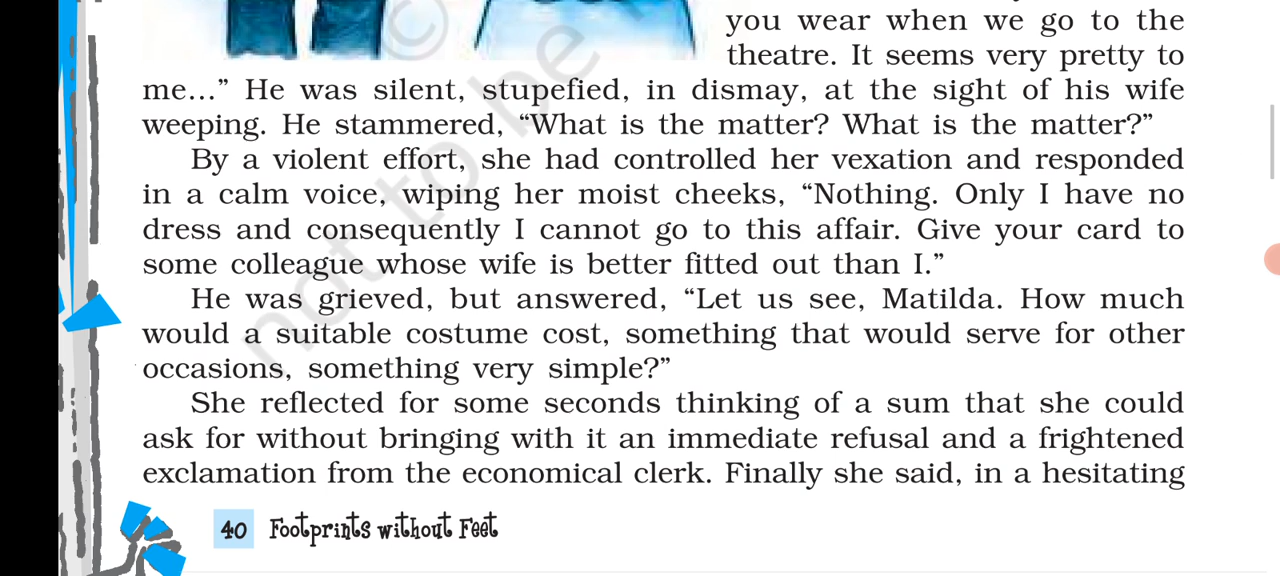 you wear when we go to the
theatre. It seems very pretty to
me...” He was silent, stupefied, in dismay, at the sight of his wife
weeping. He stammered, “What is the matter? What is the matter?”
By a violent effort, she had controlled her vexation and responded
in a calm voice, wiping her moist cheeks, “Nothing. Only I have no
dress and consequently I cannot go to this affair. Give your card to
some colleague whose wife is better fitted out than I.”
He was grieved, but answered, “Let us see, Matilda. How much
would a suitable costume cost, something that would serve for other
occasions, something very simple?”
She reflected for some seconds thinking of a sum that she could
ask for without bringing with it an immediate refusal and a frightened
exclamation from the economical clerk. Finally she said, in a hesitating
40 Footprints without Feet
©
not to be